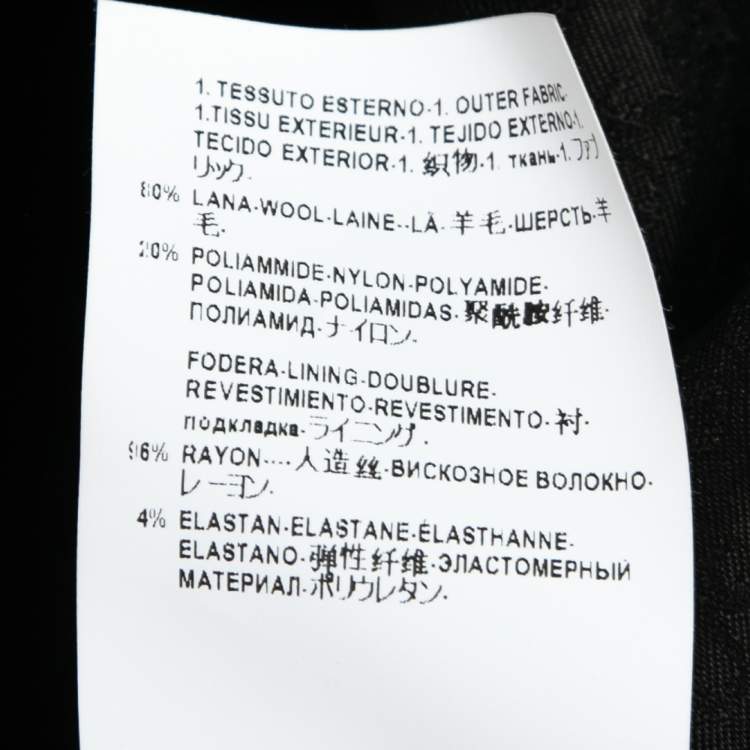 1. TESSUTO ESTERNO·1. OUTER FABRIC·
1.TISSU EXTERIEUR·1. TEJIDO EXTERNO·1.
TECIDO EXTERIOR·1. 织物·1. ткань·1. ファブ
リック·
80% LANA·WOOL·LAINE··LÃ·羊毛·ШЕРСТЬ·羊
毛·
20% POLIAMMIDE·NYLON·POLYAMIDE·
POLIAMIDA·POLIAMIDAS·聚酰胺纤维·
ПОЛИАМИД·ナイロン·
FODERA·LINING·DOUBLURE·
REVESTIMIENTO·REVESTIMENTO·衬·
подкладка·ライニング·
96% RAYON····人造丝·ВИСКОЗНОЕ ВОЛОКНО·
レーヨン·
4% ELASTAN·ELASTANE·ÉLASTHANNE·
ELASTANO·弹性纤维·ЭЛАСТОМЕРНЫЙ
МАТЕРИАЛ·ポリウレタン·